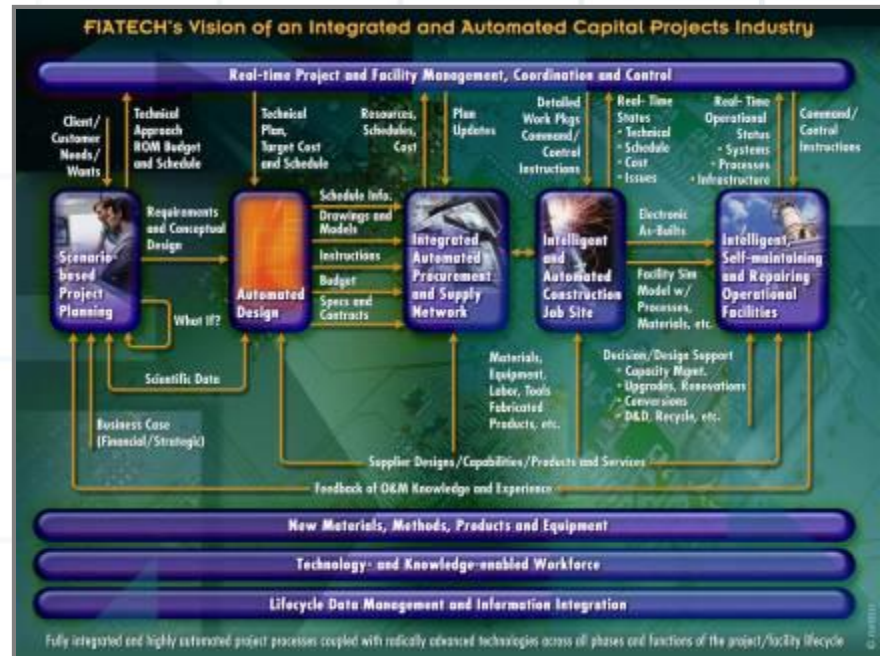 FIATECH's Vision of an Integrated and Automated Capital Projects Industry
Real-time Project and Facility Management, Coordination and Control
Client/
Customer
Needs/
Wants
Technical
Approach
ROM Budget
and Schedule
Technical
Plan,
Target Cost
and Schedule
Resources,
Schedules,
Cost
Plan
Updates
Detailed
Work Pkgs
Command/
Control
Instructions
Real- Time
Status
• Technical
• Schedule
• Cost
• Issues
Real- Time
Operational
Status
• Systems
• Processes
• Infrastructure
Command/
Control
Instructions
Scenario-
based
Project
Planning
Requirements
and Conceptual
Design
What If?
Automated
Design
Schedule Info.
Drawings and
Models
Instructions
Budget
Specs and
Contracts
Integrated
Automated
Procurement
and Supply
Network
Intelligent
and
Automated
Construction
Job Site
Electronic
As-Builts
Facility Sim
Model w/
Processes,
Materials, etc.
Intelligent,
Self-maintaining
and Repairing
Operational
Facilities
Scientific Data
Business Case
(Financial/Strategic)
Materials,
Equipment,
Labor, Tools
Fabricated
Products, etc.
Decision/Design Support
• Capacity Mgmt.
• Upgrades, Renovations
• Conversions
• D&D, Recycle, etc.
Supplier Designs/Capabilities/Products and Services
Feedback of O&M Knowledge and Experience
New Materials, Methods, Products and Equipment
Technology- and Knowledge-enabled Workforce
Lifecycle Data Management and Information Integration
Fully integrated and highly automated project processes coupled with radically advanced technologies across all phases and functions of the project/facility lifecycle